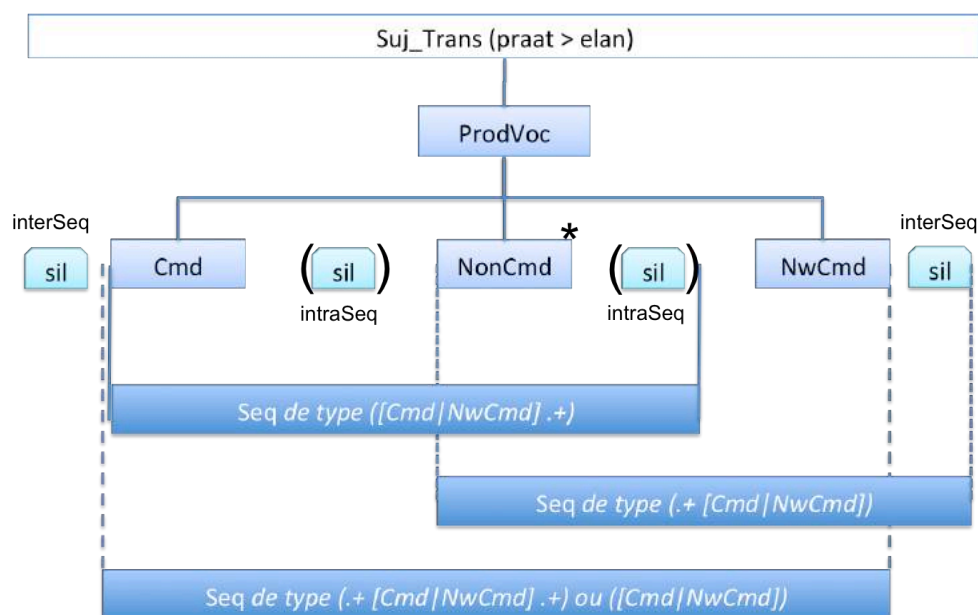 Suj_Trans (praat > elan)
ProdVoc
interSeq
interSeq
sil
Cmd
(sil)
NonCmd*
(sil)
NwCmd
sil
intraSeq
intraSeq
Seq de type ([Cmd|NwCmd] .+)
Seq de type (.+ [Cmd|NwCmd])
Seq de type (.+ [Cmd|NwCmd] .+) ou ([Cmd|NwCmd])